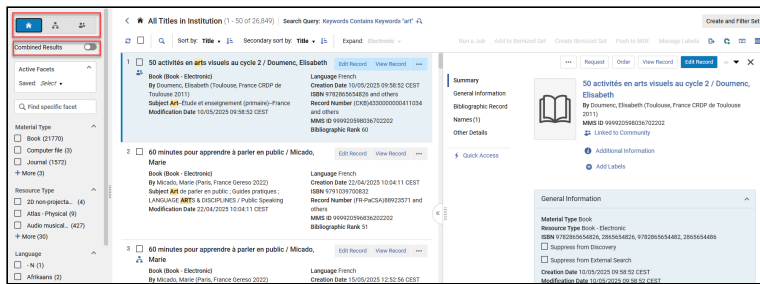 All Titles in Institution (1 - 50 of 26,849) Search Query: Keywords Contains Keywords "art"
Create and Filter Set
Combined Results
Sort by: Title
Secondary sort by: Title
Expand: Electronic
Run a Job
Add to Itemized Set
Create Itemized Set
Push to MDE
Manage Labels
Active Facets
Saved: Select
Find specific facet
Material Type
Book (21770)
Computer file (3)
Journal (1572)
+ More (3)
Resource Type
2D non-projecta... (4)
Atlas - Physical (9)
Audio musical... (427)
+ More (30)
Language
- N (1)
Afrikaans (2)
1
50 activités en arts visuels au cycle 2 / Doumenc, Elisabeth
Edit Record
View Record
Book (Book - Electronic)
By Doumenc, Elisabeth (Toulouse, France CRDP de
Toulouse 2011)
Subject Art--Étude et enseignement (primaire)--France
Modification Date 10/05/2025 09:58:52 CEST
Language French
Creation Date 10/05/2025 09:58:52 CEST
ISBN 9782865654826 and others
Record Number (CKB)4330000000411034
and others
MMS ID 9999205980367022​02
Bibliographic Rank 60
2
60 minutes pour apprendre à parler en public / Micado,
Marie
Edit Record
View Record
Book (Book - Electronic)
By Micado, Marie (Paris, France Gereso 2022)
Subject Art de parler en public ; Guides pratiques ;
LANGUAGE ARTS & DISCIPLINES / Public Speaking
Modification Date 22/04/2025 10:04:11 CEST
Language French
Creation Date 22/04/2025 10:04:11 CEST
ISBN 9791039700832
Record Number (FR-PaCSA)88923571 and
others
MMS ID 999920596836202202
Bibliographic Rank 51
3
60 minutes pour apprendre à parler en public / Micado,
Marie
Edit Record
View Record
Book (Book - Electronic)
By Micado, Marie (Paris, France Gereso 2022)
Language French
Creation Date 15/05/2025 12:52:56 CEST
Summary
General Information
Bibliographic Record
Names (1)
Other Details
Quick Access
Request
Order
View Record
Edit Record
50 activités en arts visuels au cycle 2 / Doumenc,
Elisabeth
By Doumenc, Elisabeth (Toulouse, France CRDP de Toulouse
2011)
MMS ID 999920598036702202
Linked to Community
Additional Information
Add Labels
General Information
Material Type Book
Resource Type Book - Electronic
ISBN 9782865654826, 2865654826, 9782865654482, 2865654486
Suppress from Discovery
Suppress from External Search
Creation Date 10/05/2025 09:58:52 CEST
Modification Date 10/05/2025 09:58:52 CEST